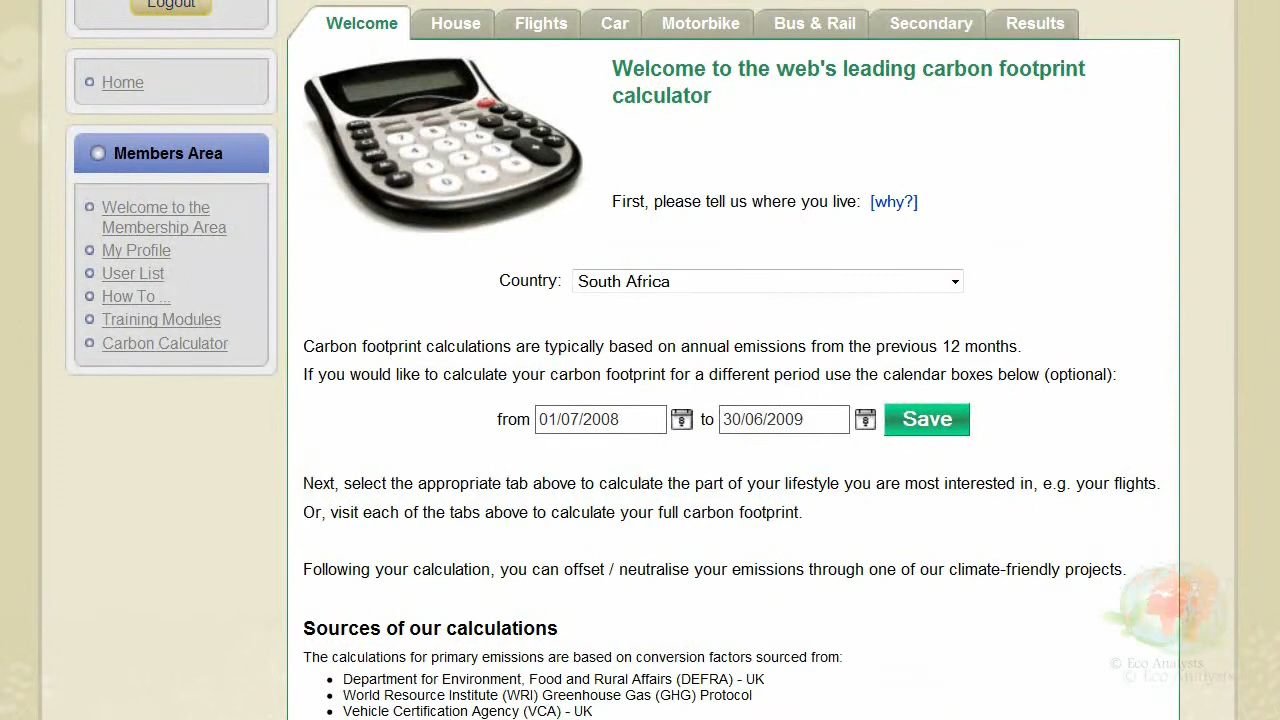 Logout
Welcome
House
Flights
Car
Motorbike
Bus & Rail
Secondary
Results
Home
Members Area
Welcome to the
Membership Area
My Profile
User List
How To ...
Training Modules
Carbon Calculator
Welcome to the web's leading carbon footprint
calculator
First, please tell us where you live: [why?]
Country: South Africa
Carbon footprint calculations are typically based on annual emissions from the previous 12 months.
If you would like to calculate your carbon footprint for a different period use the calendar boxes below (optional):
from 01/07/2008 to 30/06/2009 Save
Next, select the appropriate tab above to calculate the part of your lifestyle you are most interested in, e.g. your flights.
Or, visit each of the tabs above to calculate your full carbon footprint.
Following your calculation, you can offset / neutralise your emissions through one of our climate-friendly projects.
Sources of our calculations
The calculations for primary emissions are based on conversion factors sourced from:
Department for Environment, Food and Rural Affairs (DEFRA) - UK
World Resource Institute (WRI) Greenhouse Gas (GHG) Protocol
Vehicle Certification Agency (VCA) - UK
© Eco Analysts
© Eco Analysts